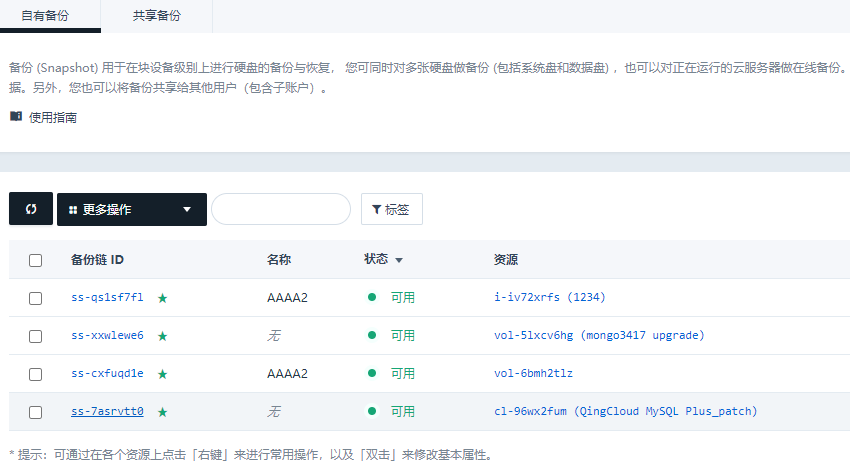 自有备份 共享备份
备份 (Snapshot) 用于在块设备级别上进行硬盘的备份与恢复， 您可同时对多张硬盘做备份 (包括系统盘和数据盘) ，也可以对正在运行的云服务器做在线备份。
据。另外，您也可以将备份共享给其他用户（包含子账户）。
使用指南
更多操作 标签
备份链 ID 名称 状态 资源
ss-qs1sf7fl AAAA2 可用 i-iv72xrfs (1234)
ss-xxwlewe6 无 可用 vol-5lxcv6hg (mongo3417 upgrade)
ss-cxfuqd1e AAAA2 可用 vol-6bmh2tlz
ss-7asrvtt0 无 可用 cl-96wx2fum (QingCloud MySQL Plus_patch)
* 提示：可通过在各个资源上点击「右键」来进行常用操作，以及「双击」来修改基本属性。